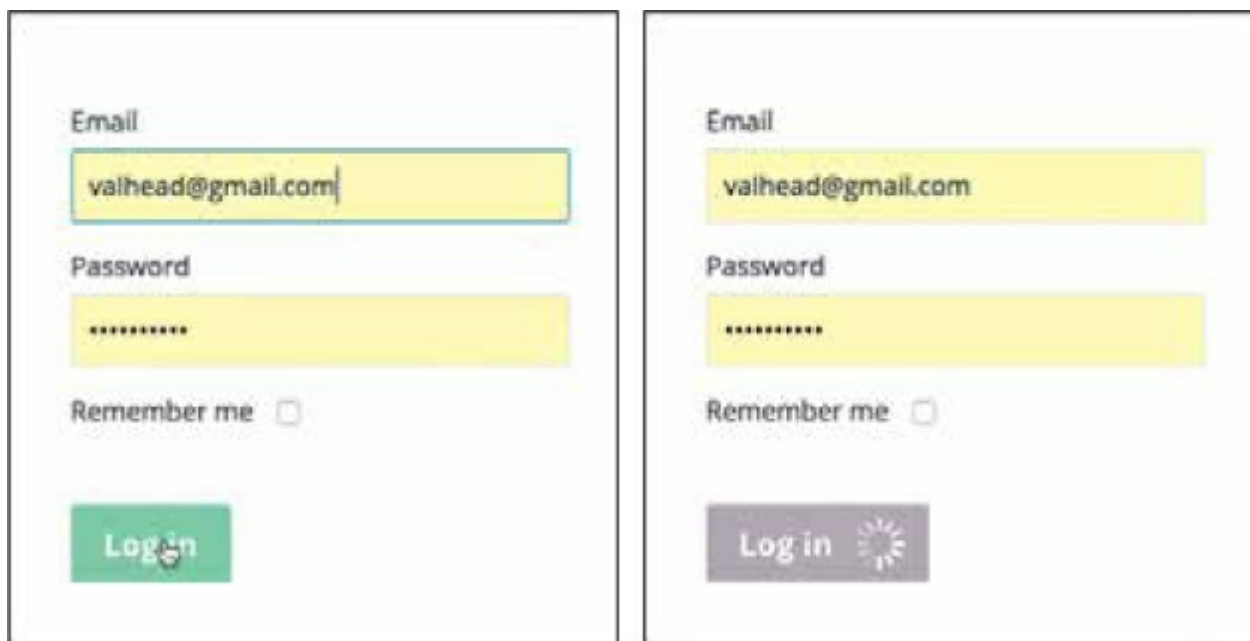 Email
valhead@gmail.com
Password
••••••••••
Remember me
Log in
Email
valhead@gmail.com
Password
••••••••••
Remember me
Log in